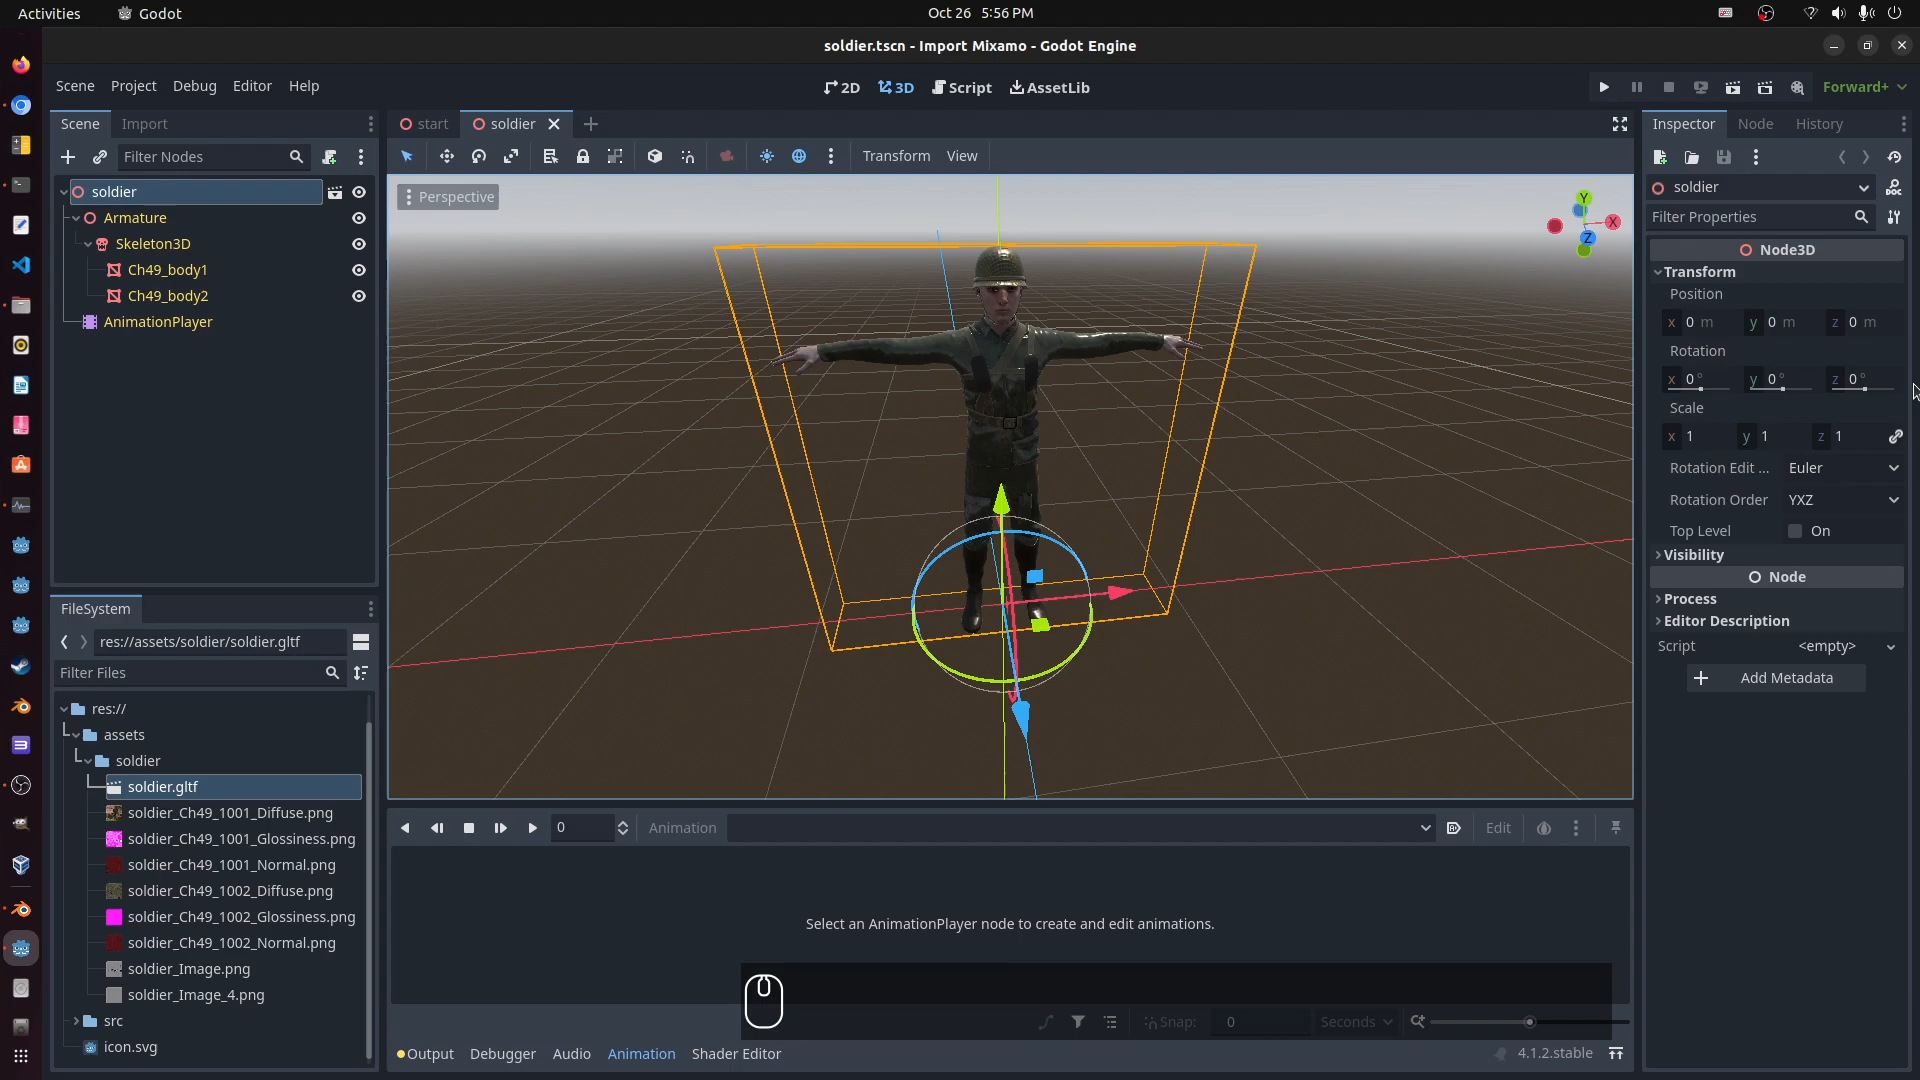 Activities Godot Oct 26 5:56 PM
soldier.tscn - Import Mixamo - Godot Engine
Scene Project Debug Editor Help 2D 3D Script AssetLib Forward+
Scene Import
Filter Nodes
soldier
Armature
Skeleton3D
Ch49_body1
Ch49_body2
AnimationPlayer
FileSystem
res://assets/soldier/soldier.gltf
Filter Files
res://
assets
soldier
soldier.gltf
soldier_Ch49_1001_Diffuse.png
soldier_Ch49_1001_Glossiness.png
soldier_Ch49_1001_Normal.png
soldier_Ch49_1002_Diffuse.png
soldier_Ch49_1002_Glossiness.png
soldier_Ch49_1002_Normal.png
soldier_Image.png
soldier_Image_4.png
src
icon.svg
start soldier
Transform View
Perspective
Y
X
Z
0 Animation Edit
Select an AnimationPlayer node to create and edit animations.
Snap: 0 Seconds
Output Debugger Audio Animation Shader Editor 4.1.2.stable
Inspector Node History
soldier
Filter Properties
Node3D
Transform
Position
x 0 m y 0 m z 0 m
Rotation
x 0 ° y 0 ° z 0 °
Scale
x 1 y 1 z 1
Rotation Edit ... Euler
Rotation Order YXZ
Top Level On
Visibility
Node
Process
Editor Description
Script <empty>
Add Metadata